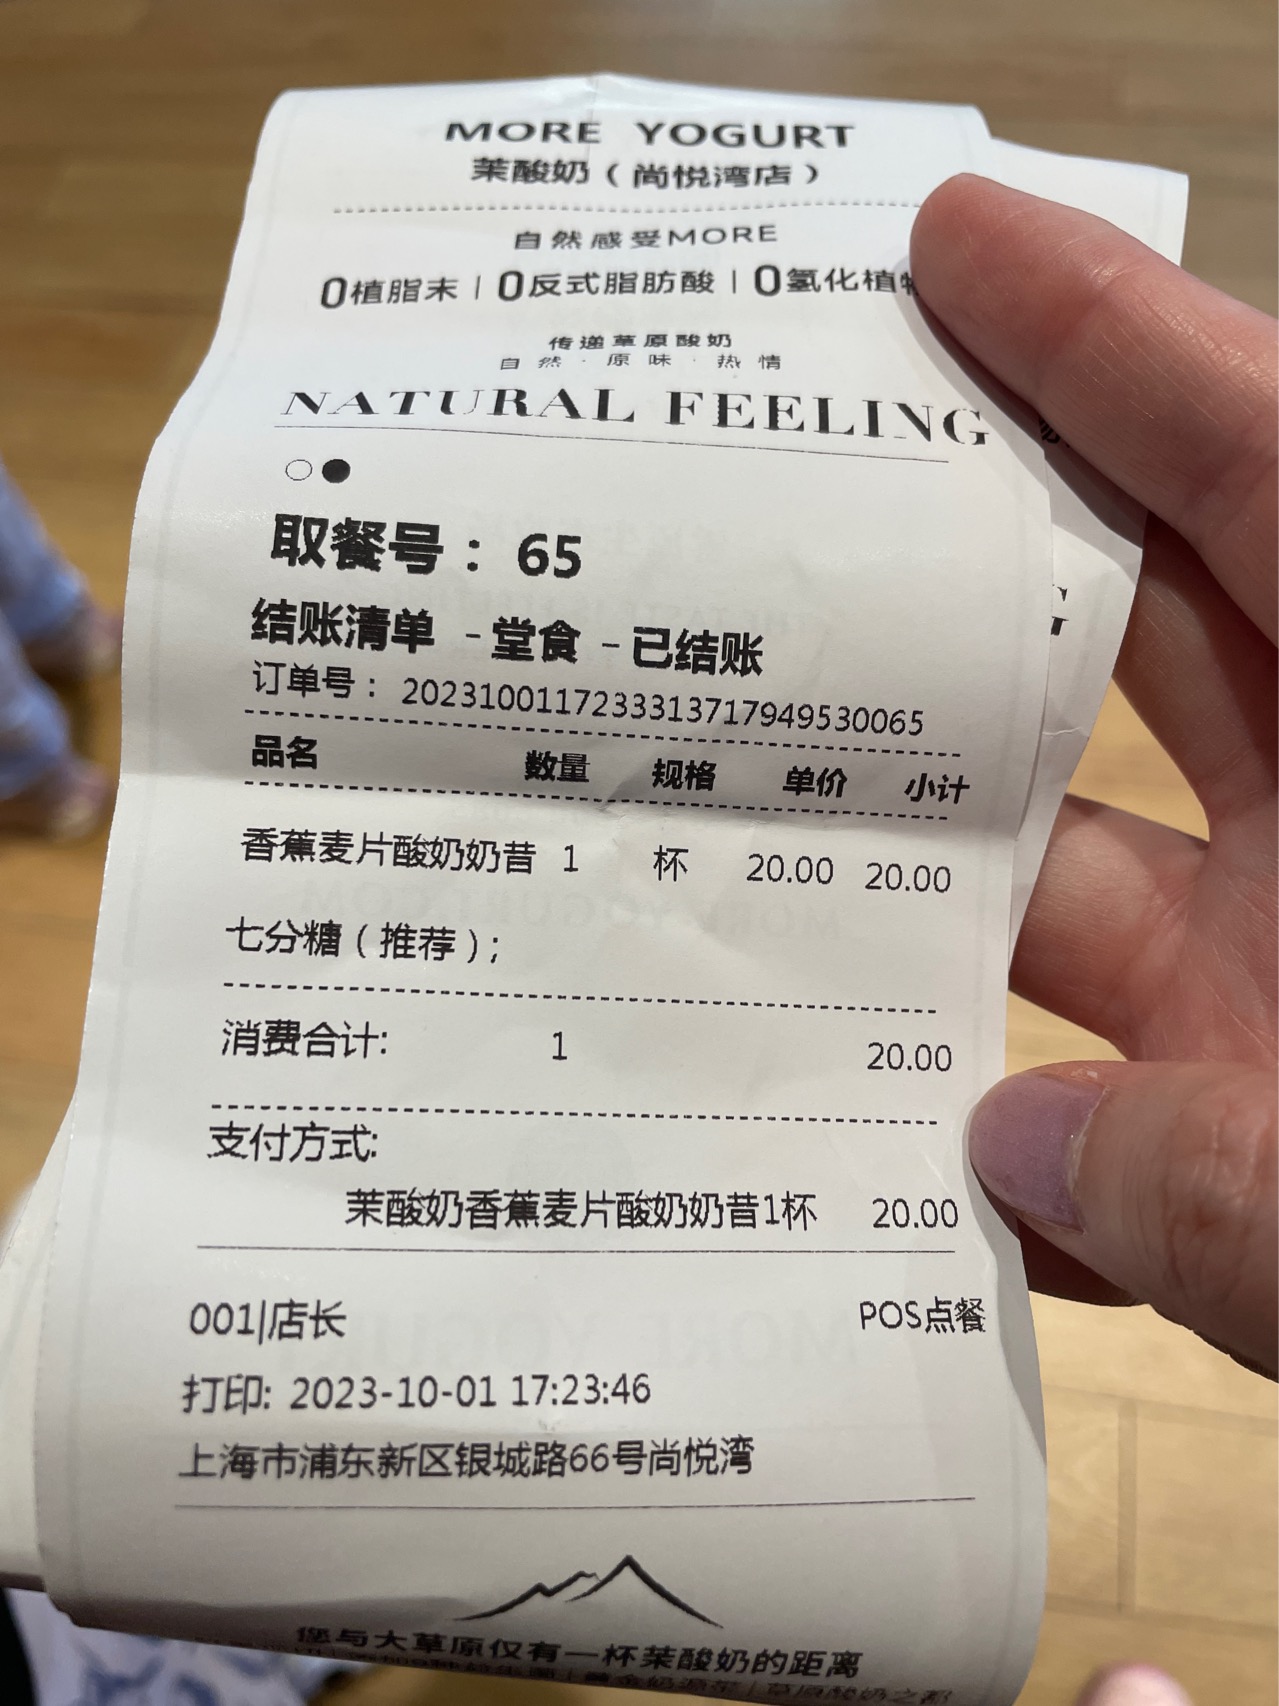 MORE YOGURT
茉酸奶（尚悦湾店）
自然感受MORE
0植脂末 | 0反式脂肪酸 | 0氢化植
传递草原酸奶
自然 · 原味 · 热情
NATURAL FEELING
取餐号： 65
结账清单 -堂食 -已结账
订单号： 20231001172333137179495300​65
品名 数量 规格 单价 小计
香蕉麦片酸奶奶昔 1 杯 20.00 20.00
七分糖（推荐）;
消费合计: 1 20.00
支付方式:
茉酸奶香蕉麦片酸奶奶昔1杯 20.00
001|店长 POS点餐
打印: 2023-10-01 17:23:46
上海市浦东新区银城路66号尚悦湾
您与大草原仅有一杯茉酸奶的距离